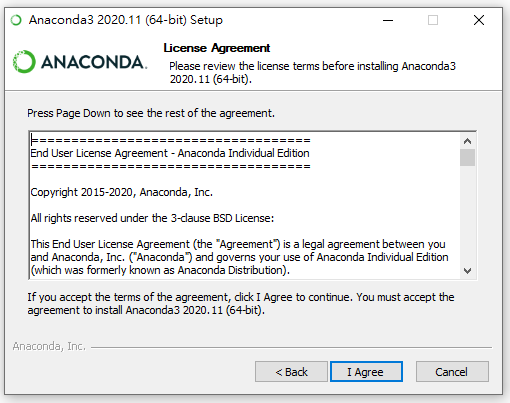 Anaconda3 2020.11 (64-bit) Setup
License Agreement
Please review the license terms before installing Anaconda3
2020.11 (64-bit).
ANACONDA.
Press Page Down to see the rest of the agreement.
===================================
End User License Agreement - Anaconda Individual Edition
===================================
Copyright 2015-2020, Anaconda, Inc.
All rights reserved under the 3-clause BSD License:
This End User License Agreement (the "Agreement") is a legal agreement between you
and Anaconda, Inc. ("Anaconda") and governs your use of Anaconda Individual Edition
(which was formerly known as Anaconda Distribution).
If you accept the terms of the agreement, click I Agree to continue. You must accept the
agreement to install Anaconda3 2020.11 (64-bit).
Anaconda, Inc.
< Back
I Agree
Cancel